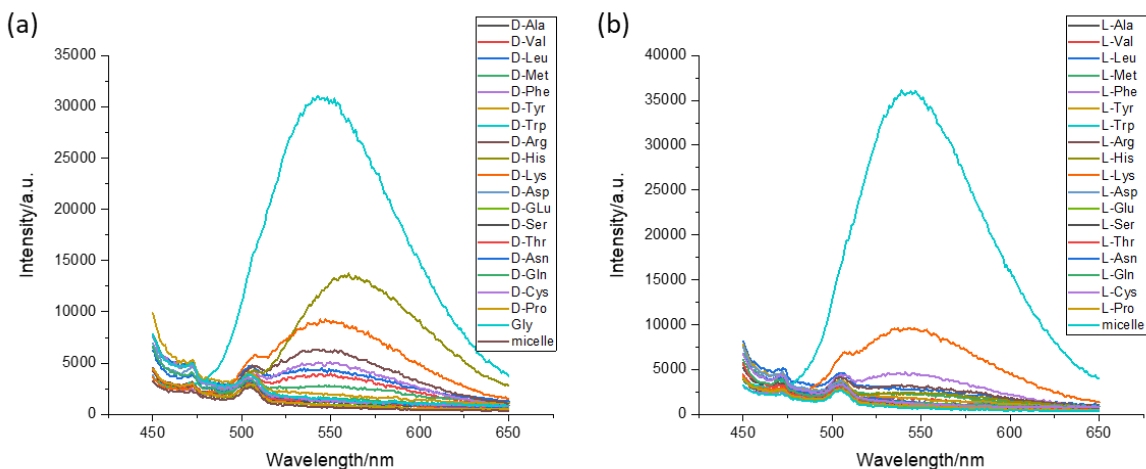 (a)
D-Ala
D-Val
D-Leu
D-Met
D-Phe
D-Tyr
D-Trp
D-Arg
D-His
D-Lys
D-Asp
D-GLu
D-Ser
D-Thr
D-Asn
D-Gln
D-Cys
D-Pro
Gly
micelle
35000
30000
25000
20000
15000
10000
5000
0
Intensity/a.u.
450
500
550
600
650
Wavelength/nm
(b)
L-Ala
L-Val
L-Leu
L-Met
L-Phe
L-Tyr
L-Trp
L-Arg
L-His
L-Lys
L-Asp
L-Glu
L-Ser
L-Thr
L-Asn
L-Gln
L-Cys
L-Pro
micelle
40000
35000
30000
25000
20000
15000
10000
5000
0
Intensity/a.u.
450
500
550
600
650
Wavelength/nm